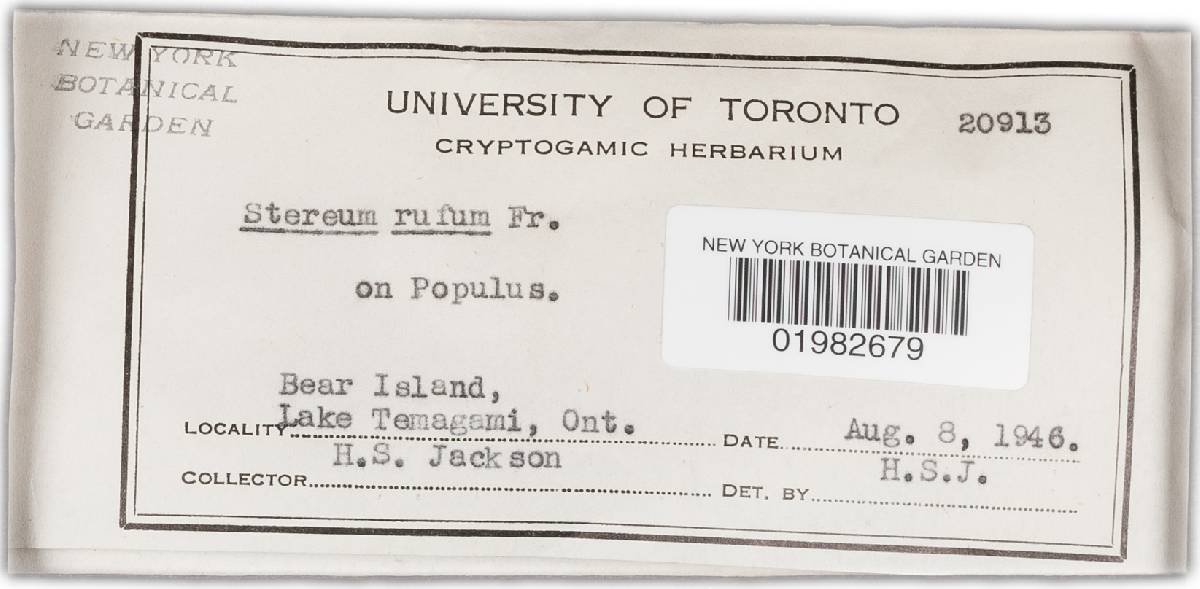 NEW YORK
BOTANICAL
GARDEN
UNIVERSITY OF TORONTO 20913
CRYPTOGAMIC HERBARIUM
Stereum rufum Fr.
on Populus.
NEW YORK BOTANICAL GARDEN
01982679
Bear Island,
LOCALITY Lake Temagami, Ont. DATE Aug. 8, 1946.
COLLECTOR H.S. Jackson DET. BY H.S.J.